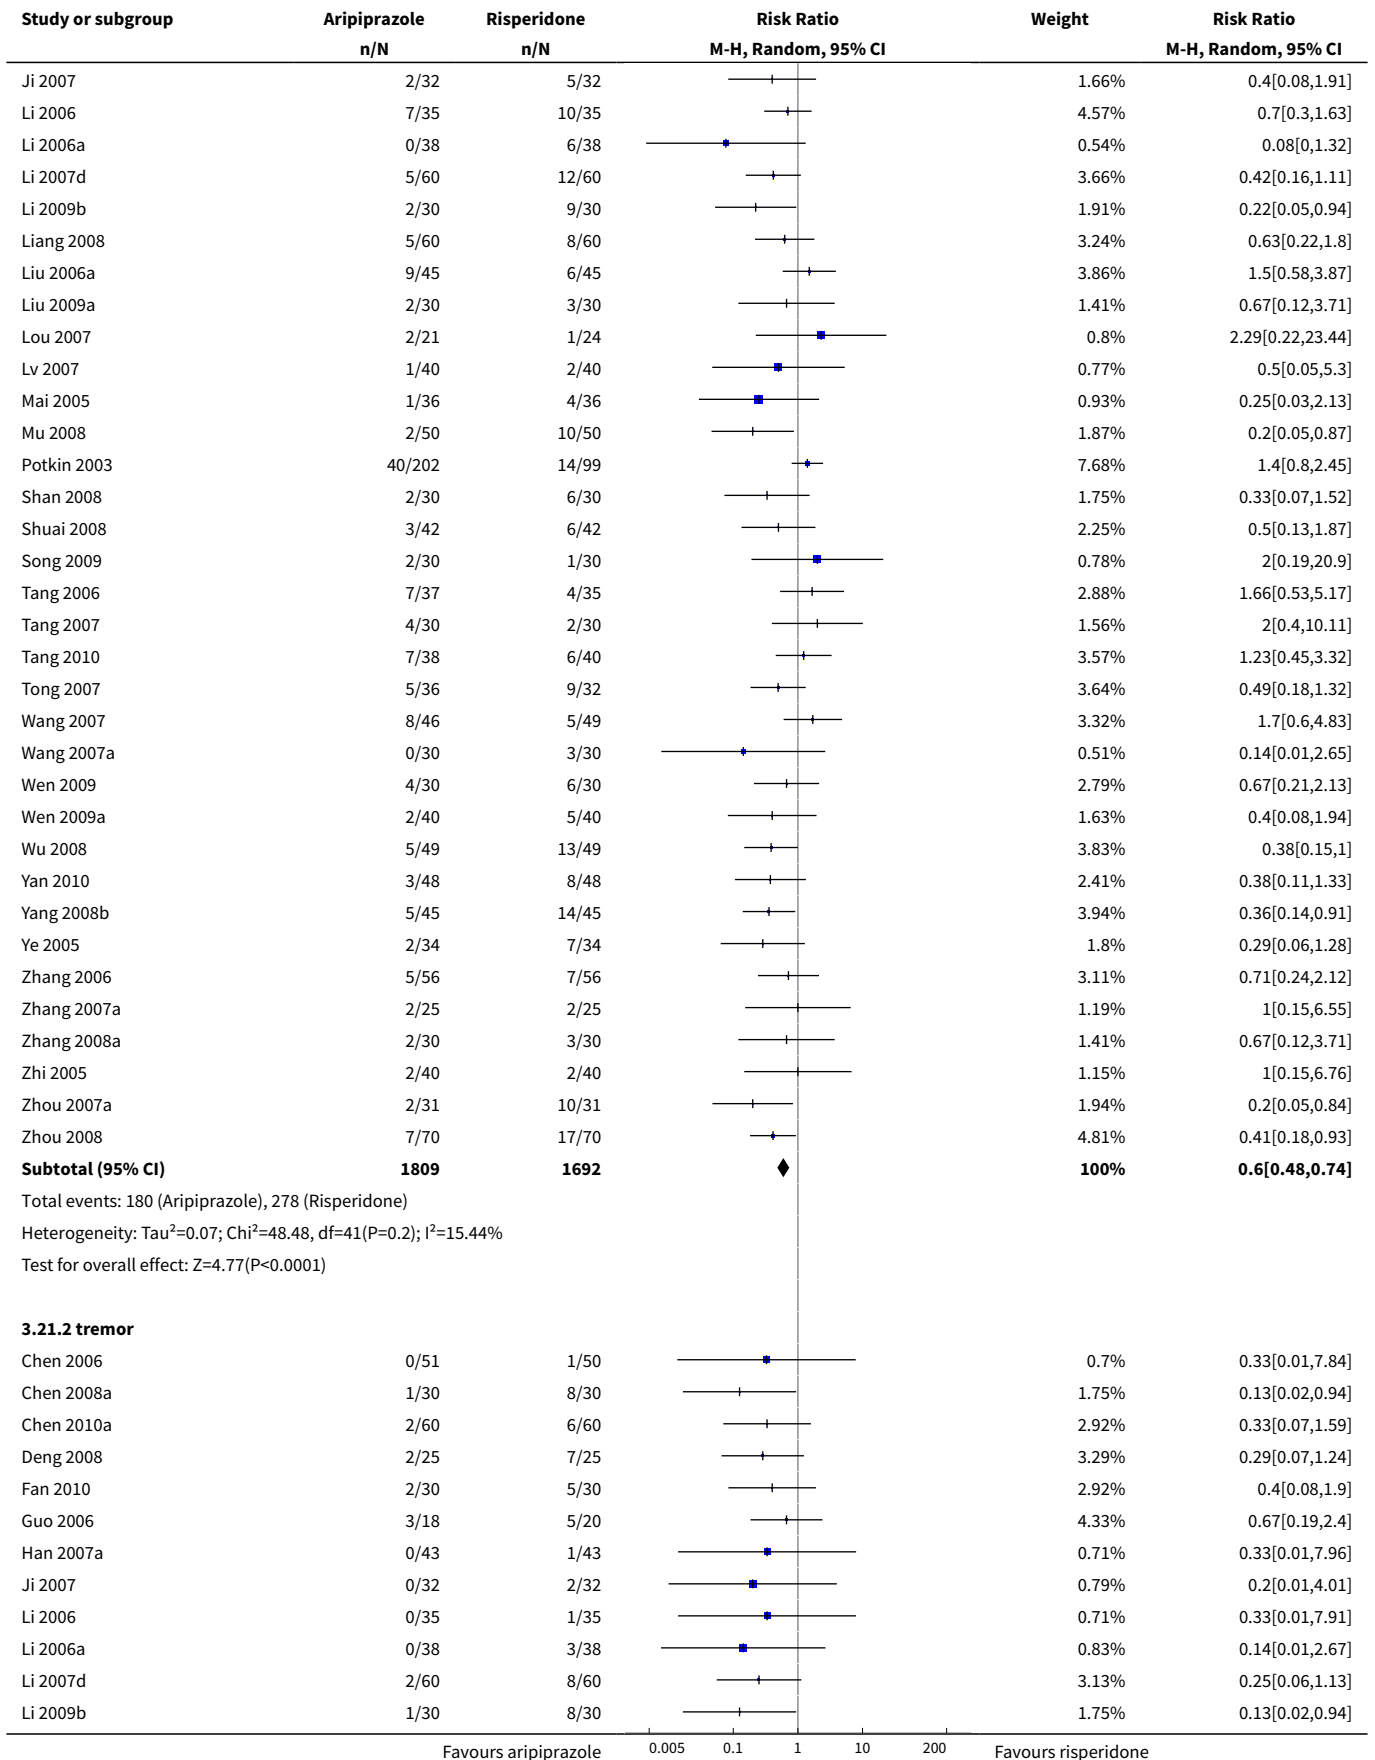 Study or subgroup Aripiprazole Risperidone Risk Ratio Weight Risk Ratio
n/N n/N M-H, Random, 95% CI M-H, Random, 95% CI
Ji 2007 2/32 5/32 1.66% 0.4[0.08,1.91]
Li 2006 7/35 10/35 4.57% 0.7[0.3,1.63]
Li 2006a 0/38 6/38 0.54% 0.08[0,1.32]
Li 2007d 5/60 12/60 3.66% 0.42[0.16,1.11]
Li 2009b 2/30 9/30 1.91% 0.22[0.05,0.94]
Liang 2008 5/60 8/60 3.24% 0.63[0.22,1.8]
Liu 2006a 9/45 6/45 3.86% 1.5[0.58,3.87]
Liu 2009a 2/30 3/30 1.41% 0.67[0.12,3.71]
Lou 2007 2/21 1/24 0.8% 2.29[0.22,23.44]
Lv 2007 1/40 2/40 0.77% 0.5[0.05,5.3]
Mai 2005 1/36 4/36 0.93% 0.25[0.03,2.13]
Mu 2008 2/50 10/50 1.87% 0.2[0.05,0.87]
Potkin 2003 40/202 14/99 7.68% 1.4[0.8,2.45]
Shan 2008 2/30 6/30 1.75% 0.33[0.07,1.52]
Shuai 2008 3/42 6/42 2.25% 0.5[0.13,1.87]
Song 2009 2/30 1/30 0.78% 2[0.19,20.9]
Tang 2006 7/37 4/35 2.88% 1.66[0.53,5.17]
Tang 2007 4/30 2/30 1.56% 2[0.4,10.11]
Tang 2010 7/38 6/40 3.57% 1.23[0.45,3.32]
Tong 2007 5/36 9/32 3.64% 0.49[0.18,1.32]
Wang 2007 8/46 5/49 3.32% 1.7[0.6,4.83]
Wang 2007a 0/30 3/30 0.51% 0.14[0.01,2.65]
Wen 2009 4/30 6/30 2.79% 0.67[0.21,2.13]
Wen 2009a 2/40 5/40 1.63% 0.4[0.08,1.94]
Wu 2008 5/49 13/49 3.83% 0.38[0.15,1]
Yan 2010 3/48 8/48 2.41% 0.38[0.11,1.33]
Yang 2008b 5/45 14/45 3.94% 0.36[0.14,0.91]
Ye 2005 2/34 7/34 1.8% 0.29[0.06,1.28]
Zhang 2006 5/56 7/56 3.11% 0.71[0.24,2.12]
Zhang 2007a 2/25 2/25 1.19% 1[0.15,6.55]
Zhang 2008a 2/30 3/30 1.41% 0.67[0.12,3.71]
Zhi 2005 2/40 2/40 1.15% 1[0.15,6.76]
Zhou 2007a 2/31 10/31 1.94% 0.2[0.05,0.84]
Zhou 2008 7/70 17/70 4.81% 0.41[0.18,0.93]
Subtotal (95% CI) 1809 1692 100% 0.6[0.48,0.74]
Total events: 180 (Aripiprazole), 278 (Risperidone)
Heterogeneity: Tau²=0.07; Chi²=48.48, df=41(P=0.2); I²=15.44%
Test for overall effect: Z=4.77(P<0.0001)
3.21.2 tremor
Chen 2006 0/51 1/50 0.7% 0.33[0.01,7.84]
Chen 2008a 1/30 8/30 1.75% 0.13[0.02,0.94]
Chen 2010a 2/60 6/60 2.92% 0.33[0.07,1.59]
Deng 2008 2/25 7/25 3.29% 0.29[0.07,1.24]
Fan 2010 2/30 5/30 2.92% 0.4[0.08,1.9]
Guo 2006 3/18 5/20 4.33% 0.67[0.19,2.4]
Han 2007a 0/43 1/43 0.71% 0.33[0.01,7.96]
Ji 2007 0/32 2/32 0.79% 0.2[0.01,4.01]
Li 2006 0/35 1/35 0.71% 0.33[0.01,7.91]
Li 2006a 0/38 3/38 0.83% 0.14[0.01,2.67]
Li 2007d 2/60 8/60 3.13% 0.25[0.06,1.13]
Li 2009b 1/30 8/30 1.75% 0.13[0.02,0.94]
Favours aripiprazole 0.005 0.1 1 10 200 Favours risperidone